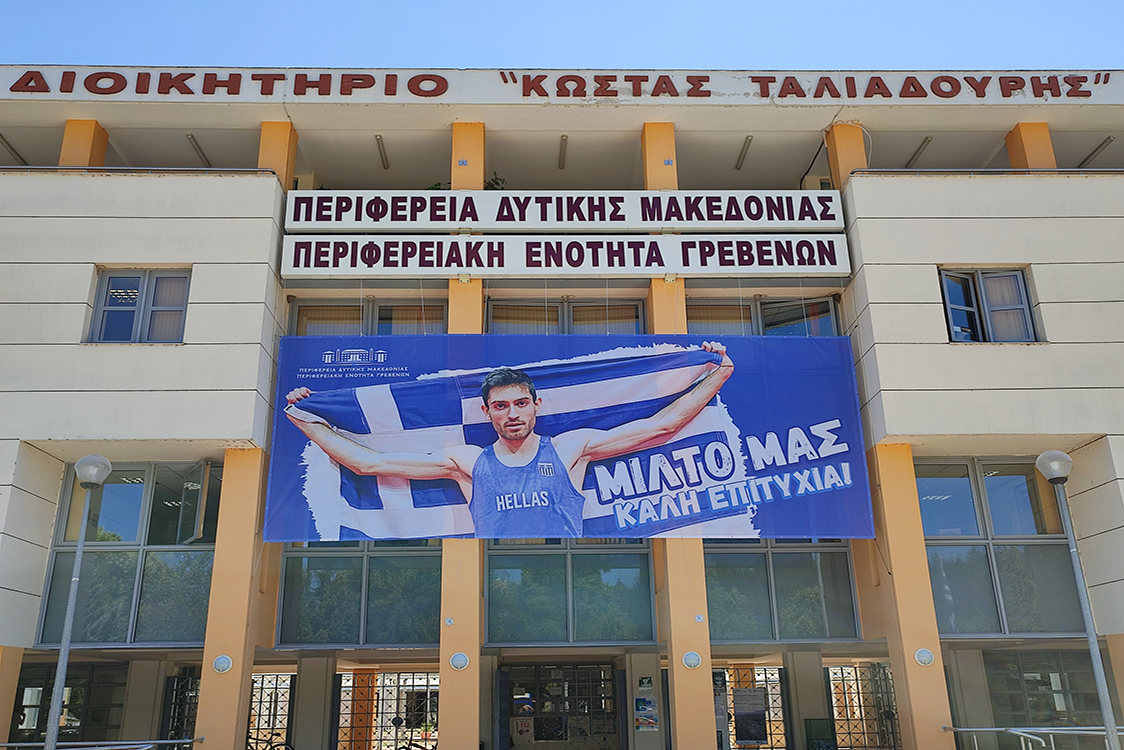 ΔΙΟΙΚΗΤΗΡΙΟ "ΚΩΣΤΑΣ ΤΑΛΙΑΔΟΥΡΗΣ"
ΠΕΡΙΦΕΡΕΙΑ ΔΥΤΙΚΗΣ ΜΑΚΕΔΟΝΙΑΣ
ΠΕΡΙΦΕΡΕΙΑΚΗ ΕΝΟΤΗΤΑ ΓΡΕΒΕΝΩΝ
ΠΕΡΙΦΕΡΕΙΑ ΔΥΤΙΚΗΣ ΜΑΚΕΔΟΝΙΑΣ
ΠΕΡΙΦΕΡΕΙΑΚΗ ΕΝΟΤΗΤΑ ΓΡΕΒΕΝΩΝ
HELLAS
ΜΙΛΤΟ ΜΑΣ
ΚΑΛΗ ΕΠΙΤΥΧΙΑ!